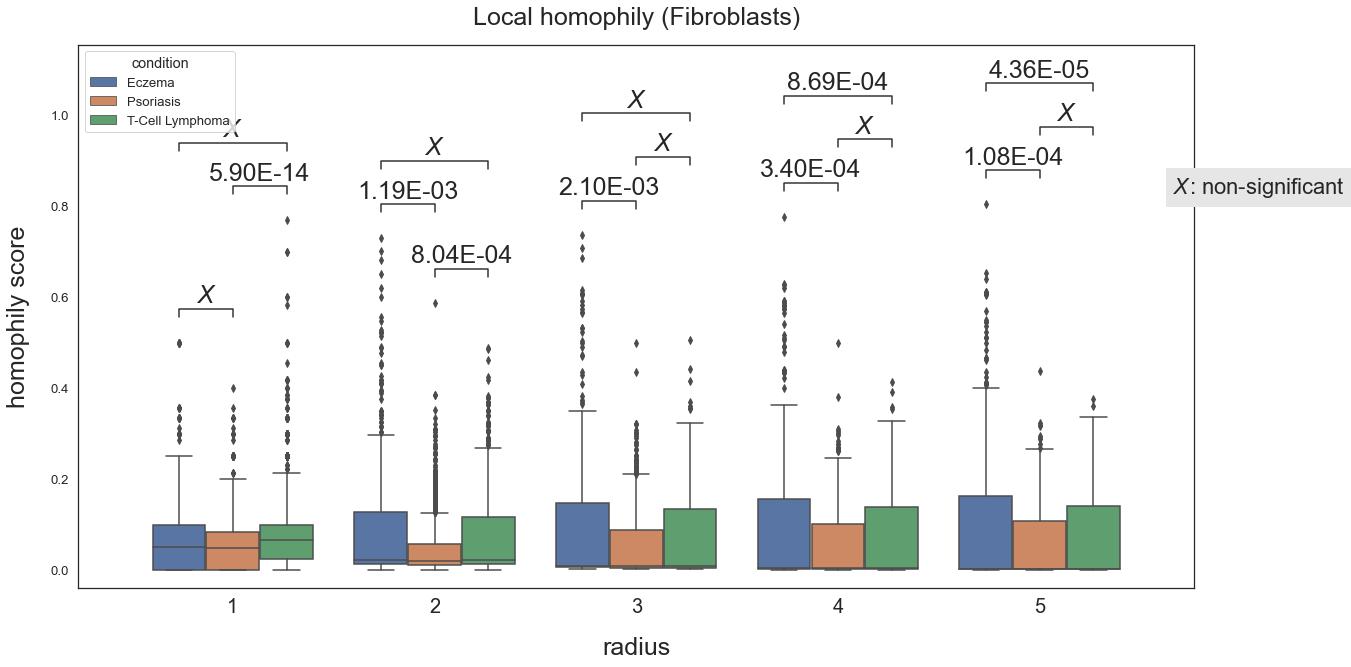 Local homophily (Fibroblasts)
condition
Eczema
Psoriasis
T-Cell Lymphoma
homophily score
1.0
0.8
0.6
0.4
0.2
0.0
X
X
5.90E-14
X
1.19E-03
8.04E-04
X
X
2.10E-03
8.69E-04
X
3.40E-04
4.36E-05
X
1.08E-04
X: non-significant
1 2 3 4 5
radius